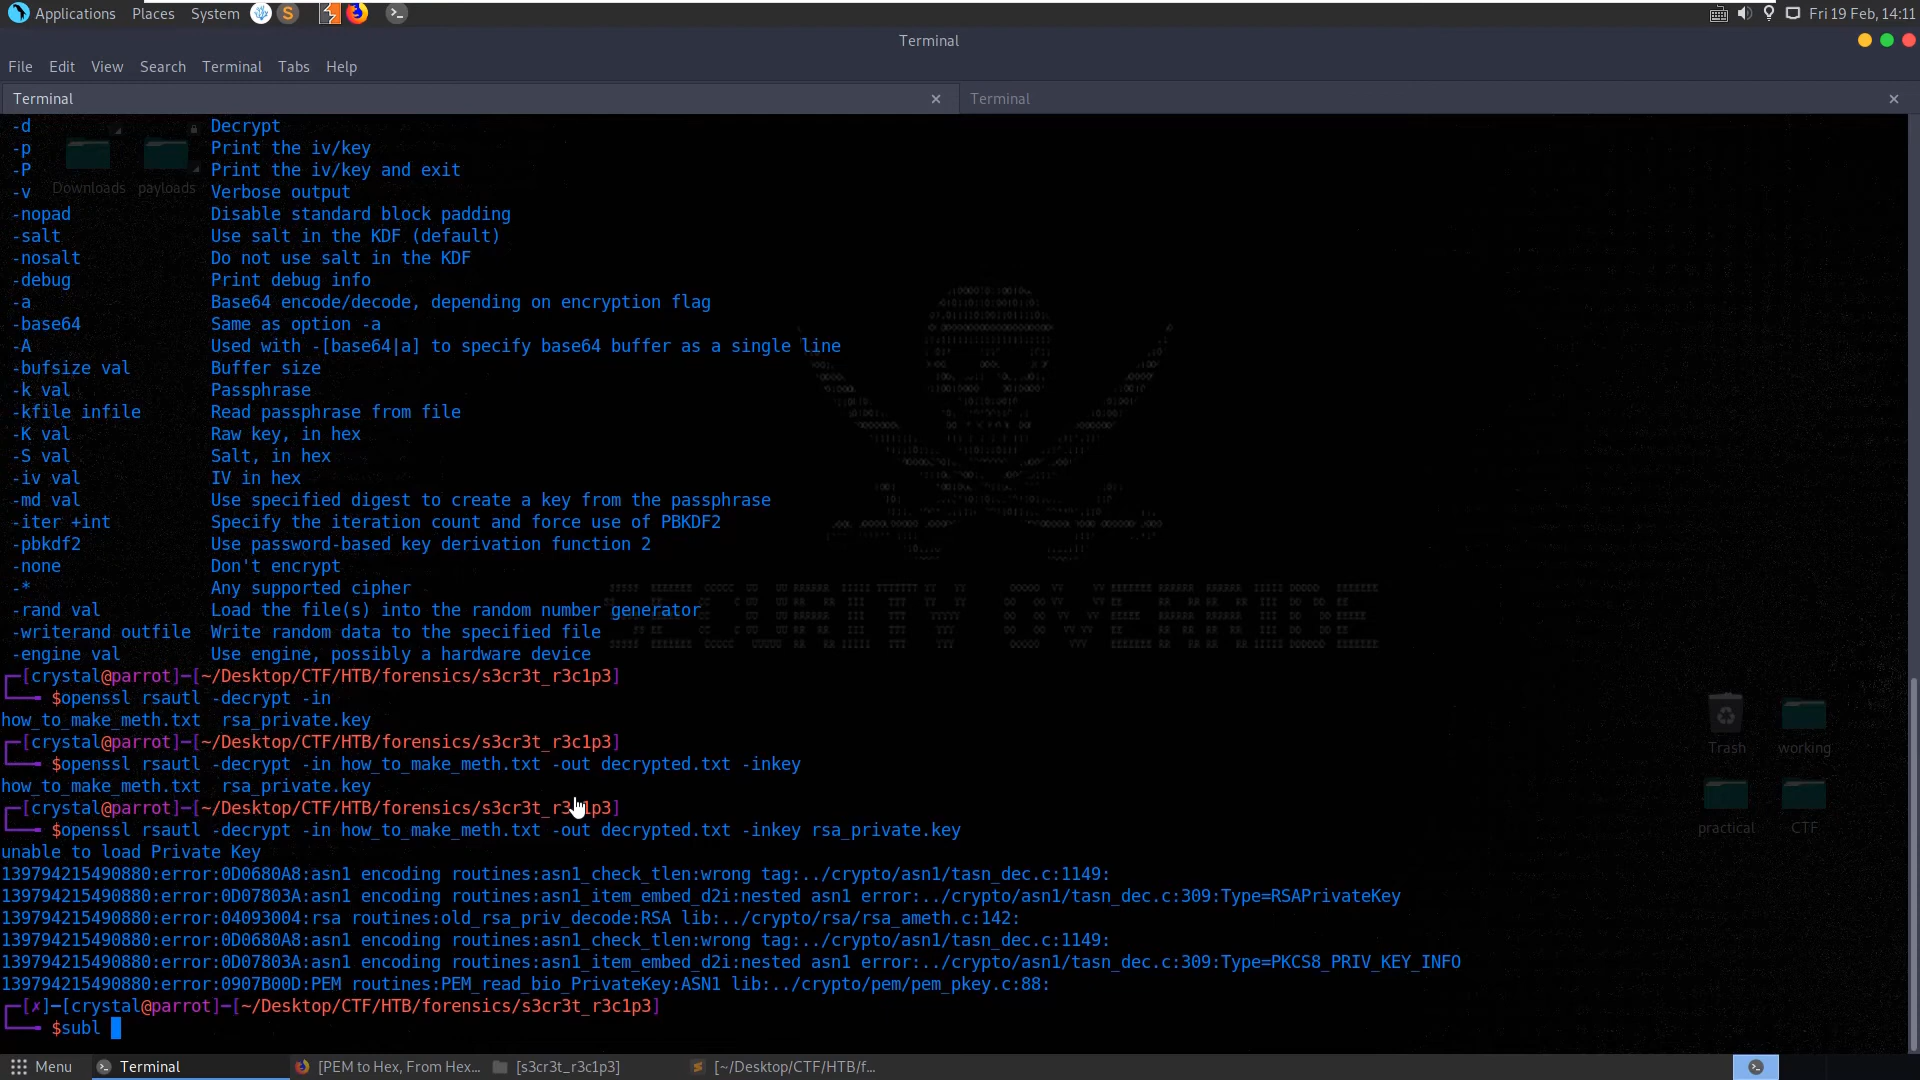 Applications Places System Fri 19 Feb, 14:11
Terminal
File Edit View Search Terminal Tabs Help
Terminal Terminal
-d Decrypt
-p Print the iv/key
-P Print the iv/key and exit
-v Verbose output
Downloads payloads
-nopad Disable standard block padding
-salt Use salt in the KDF (default)
-nosalt Do not use salt in the KDF
-debug Print debug info
-a Base64 encode/decode, depending on encryption flag
-base64 Same as option -a
-A Used with -[base64|a] to specify base64 buffer as a single line
-bufsize val Buffer size
-k val Passphrase
-kfile infile Read passphrase from file
-K val Raw key, in hex
-S val Salt, in hex
-iv val IV in hex
-md val Use specified digest to create a key from the passphrase
-iter +int Specify the iteration count and force use of PBKDF2
-pbkdf2 Use password-based key derivation function 2
-none Don't encrypt
-* Any supported cipher
-rand val Load the file(s) into the random number generator
-writerand outfile Write random data to the specified file
-engine val Use engine, possibly a hardware device
SECURITY OVERRIDE
┌─[crystal@parrot]─[~/Desktop/CTF/HTB/forensics/s3cr3t_r3c1p3]
└──╼ $openssl rsautl -decrypt -in
how_to_make_meth.txt rsa_private.key
┌─[crystal@parrot]─[~/Desktop/CTF/HTB/forensics/s3cr3t_r3c1p3]
└──╼ $openssl rsautl -decrypt -in how_to_make_meth.txt -out decrypted.txt -inkey
how_to_make_meth.txt rsa_private.key
┌─[crystal@parrot]─[~/Desktop/CTF/HTB/forensics/s3cr3t_r3c1p3]
└──╼ $openssl rsautl -decrypt -in how_to_make_meth.txt -out decrypted.txt -inkey rsa_private.key
unable to load Private Key
139794215490880:error:0D0680A8:asn1 encoding routines:asn1_check_tlen:wrong tag:../crypto/asn1/tasn_dec.c:1149:
139794215490880:error:0D07803A:asn1 encoding routines:asn1_item_embed_d2i:nested asn1 error:../crypto/asn1/tasn_dec.c:309:Type=RSAPrivateKey
139794215490880:error:04093004:rsa routines:old_rsa_priv_decode:RSA lib:../crypto/rsa/rsa_ameth.c:142:
139794215490880:error:0D0680A8:asn1 encoding routines:asn1_check_tlen:wrong tag:../crypto/asn1/tasn_dec.c:1149:
139794215490880:error:0D07803A:asn1 encoding routines:asn1_item_embed_d2i:nested asn1 error:../crypto/asn1/tasn_dec.c:309:Type=PKCS8_PRIV_KEY_INFO
139794215490880:error:0907B00D:PEM routines:PEM_read_bio_PrivateKey:ASN1 lib:../crypto/pem/pem_pkey.c:88:
┌─[✗]─[crystal@parrot]─[~/Desktop/CTF/HTB/forensics/s3cr3t_r3c1p3]
└──╼ $subl
Trash working
practical CTF
Menu Terminal [PEM to Hex, From Hex... [s3cr3t_r3c1p3] [~/Desktop/CTF/HTB/f...